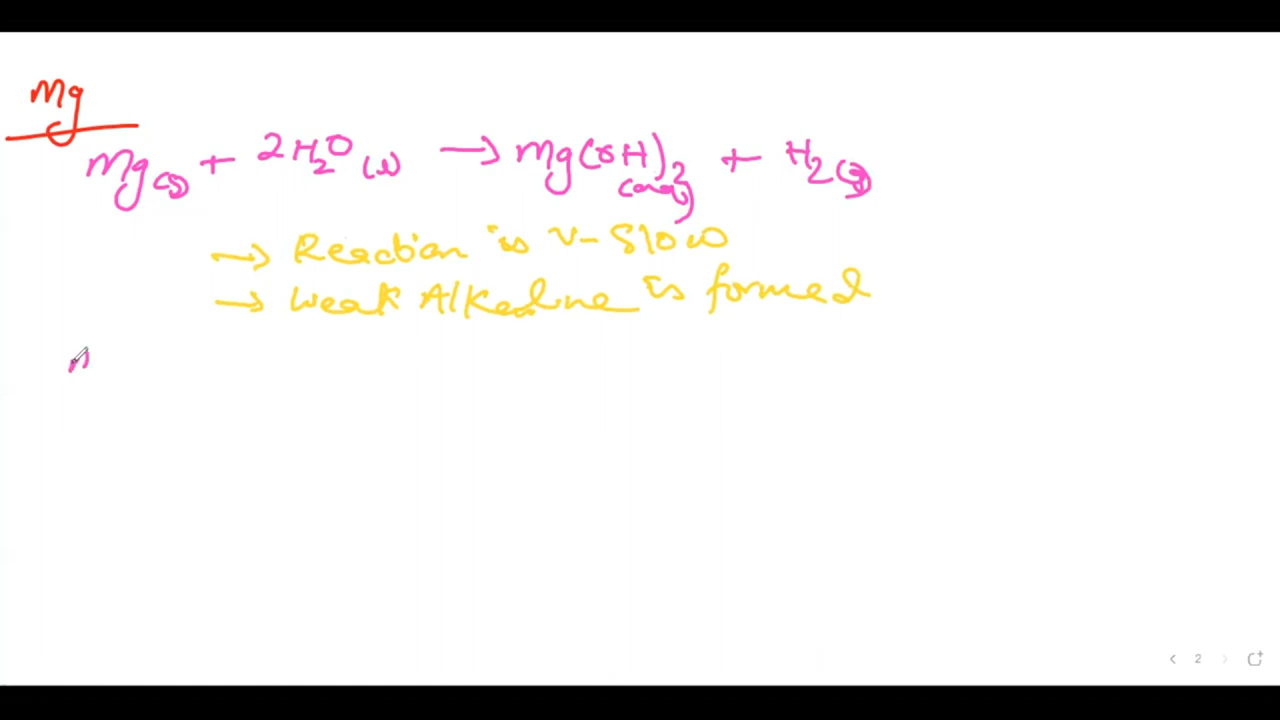 Mg
Mg(s) + 2H₂O(l) → Mg(OH)₂(aq) + H₂(g)
→ Reaction is v-slow
→ weak Alkaline is formed
2